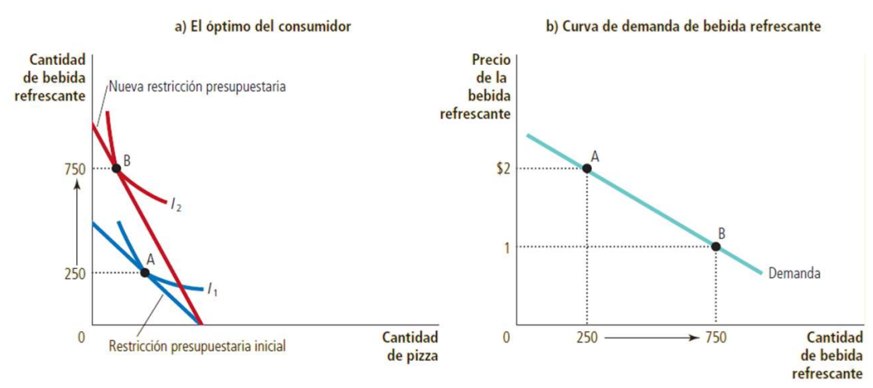 a) El óptimo del consumidor
Cantidad
de bebida
refrescante
Nueva restricción presupuestaria
750
B
I2
A
250
I1
0
Restricción presupuestaria inicial
Cantidad
de pizza
b) Curva de demanda de bebida refrescante
Precio
de la
bebida
refrescante
$2
A
B
1
Demanda
0
250
750
Cantidad
de bebida
refrescante